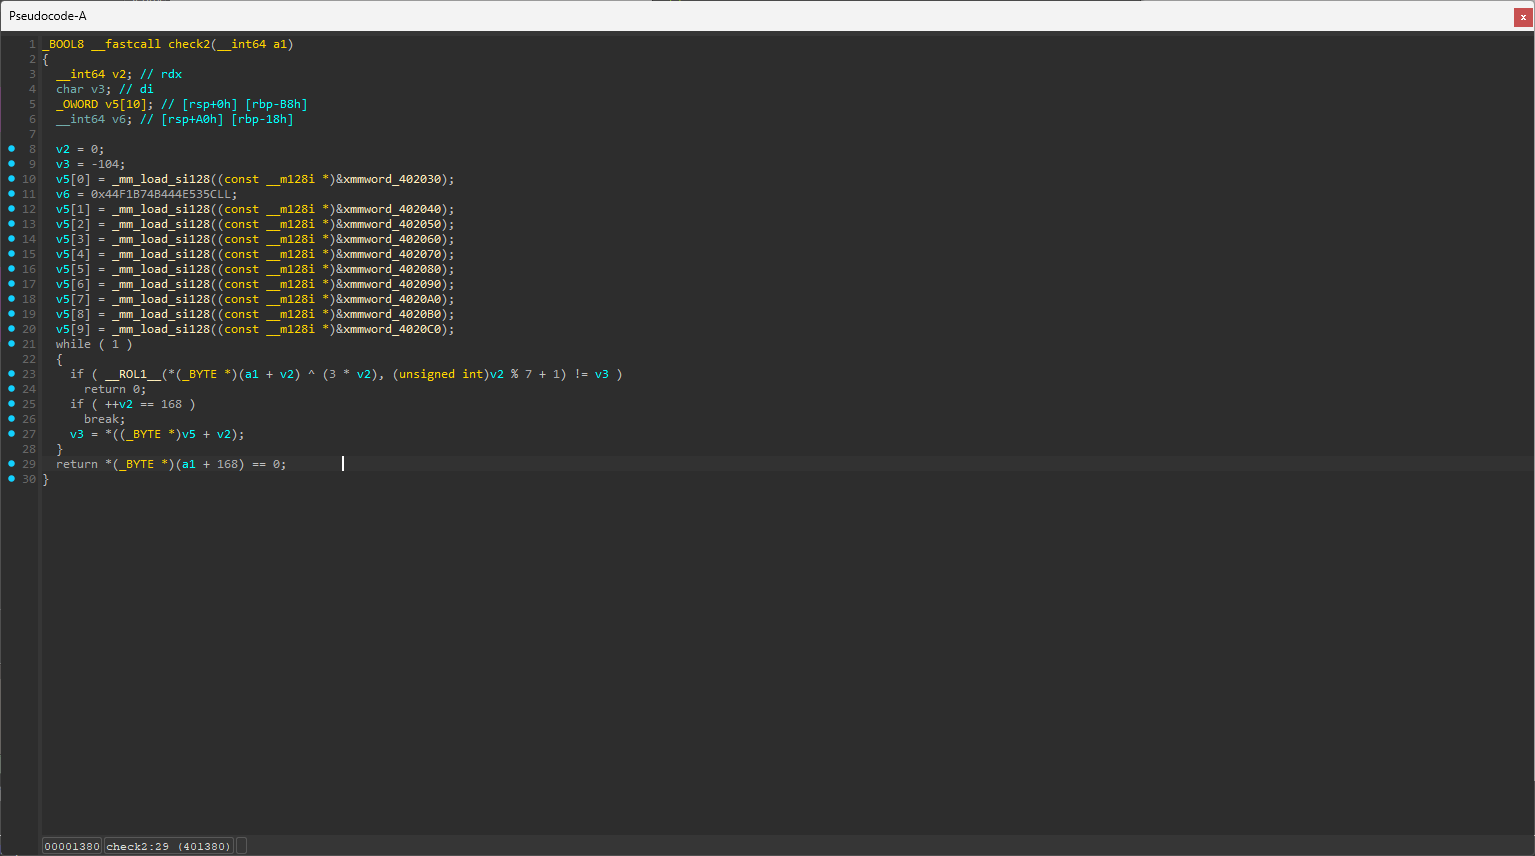 Pseudocode-A
x
1 _BOOL8 __fastcall check2(__int64 a1)
2 {
3   __int64 v2; // rdx
4   char v3; // di
5   _OWORD v5[10]; // [rsp+0h] [rbp-B8h]
6   __int64 v6; // [rsp+A0h] [rbp-18h]
7
8   v2 = 0;
9   v3 = -104;
10   v5[0] = _mm_load_si128((const __m128i *)&xmmword_402030);
11   v6 = 0x44F1B74B444E535CLL;
12   v5[1] = _mm_load_si128((const __m128i *)&xmmword_402040);
13   v5[2] = _mm_load_si128((const __m128i *)&xmmword_402050);
14   v5[3] = _mm_load_si128((const __m128i *)&xmmword_402060);
15   v5[4] = _mm_load_si128((const __m128i *)&xmmword_402070);
16   v5[5] = _mm_load_si128((const __m128i *)&xmmword_402080);
17   v5[6] = _mm_load_si128((const __m128i *)&xmmword_402090);
18   v5[7] = _mm_load_si128((const __m128i *)&xmmword_4020A0);
19   v5[8] = _mm_load_si128((const __m128i *)&xmmword_4020B0);
20   v5[9] = _mm_load_si128((const __m128i *)&xmmword_4020C0);
21   while ( 1 )
22   {
23     if ( __ROL1__(*(_BYTE *)(a1 + v2) ^ (3 * v2), (unsigned int)v2 % 7 + 1) != v3 )
24       return 0;
25     if ( ++v2 == 168 )
26       break;
27     v3 = *((_BYTE *)v5 + v2);
28   }
29   return *(_BYTE *)(a1 + 168) == 0;
30 }
00001380 check2:29 (401380)